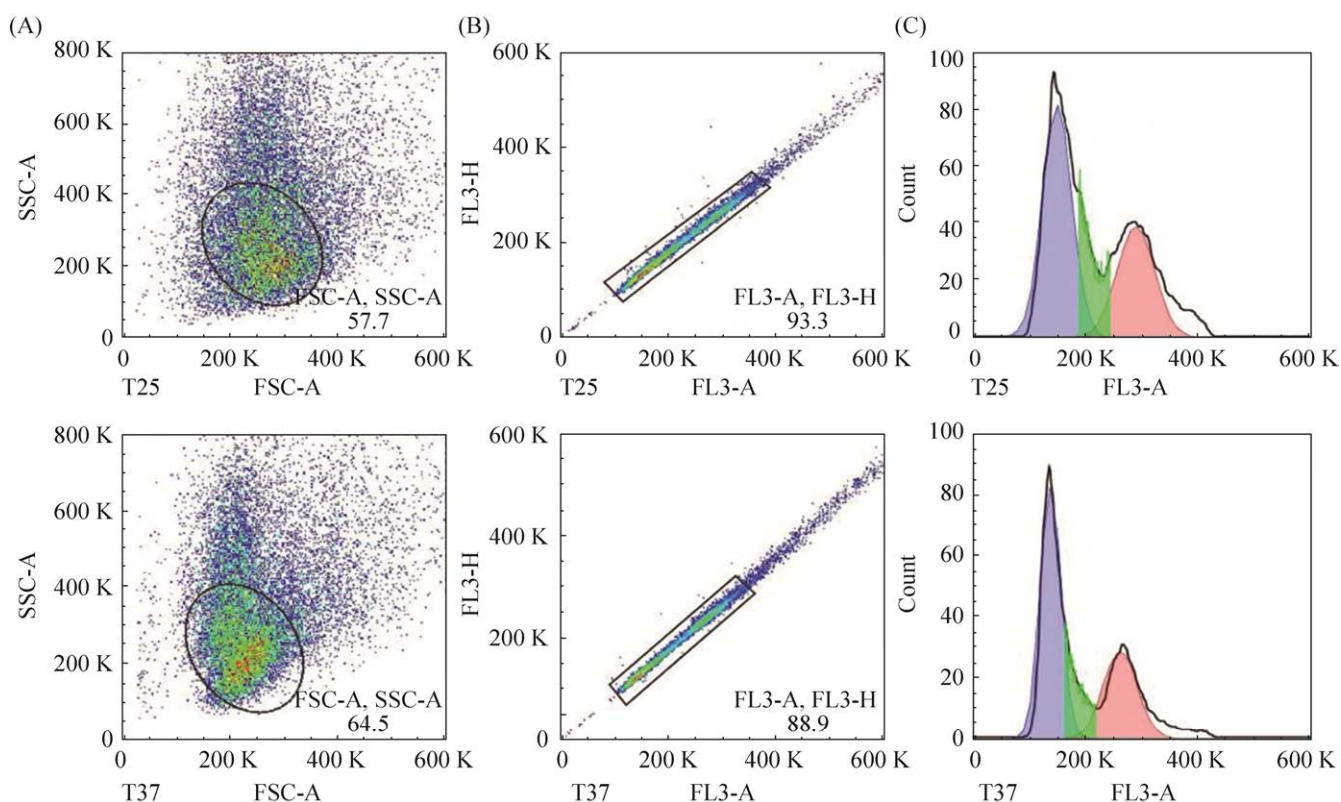 (A)
800 K
600 K
400 K
200 K
0
SSC-A
FSC-A, SSC-A
57.7
0 200 K 400 K 600 K
T25 FSC-A
(B)
600 K
400 K
200 K
0
FL3-H
FL3-A, FL3-H
93.3
0 200 K 400 K 600 K
T25 FL3-A
(C)
100
80
60
40
20
0
Count
0 200 K 400 K 600 K
T25 FL3-A
800 K
600 K
400 K
200 K
0
SSC-A
FSC-A, SSC-A
64.5
0 200 K 400 K 600 K
T37 FSC-A
600 K
400 K
200 K
0
FL3-H
FL3-A, FL3-H
88.9
0 200 K 400 K 600 K
T37 FL3-A
100
80
60
40
20
0
Count
0 200 K 400 K 600 K
T37 FL3-A